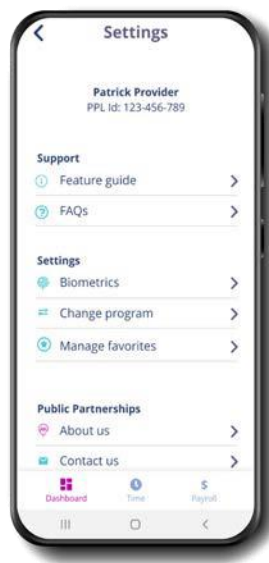 Settings
Patrick Provider
PPL Id: 123-456-789
Support
Feature guide
FAQs
Settings
Biometrics
Change program
Manage favorites
Public Partnerships
About us
Contact us
Dashboard
Time
$
Payroll